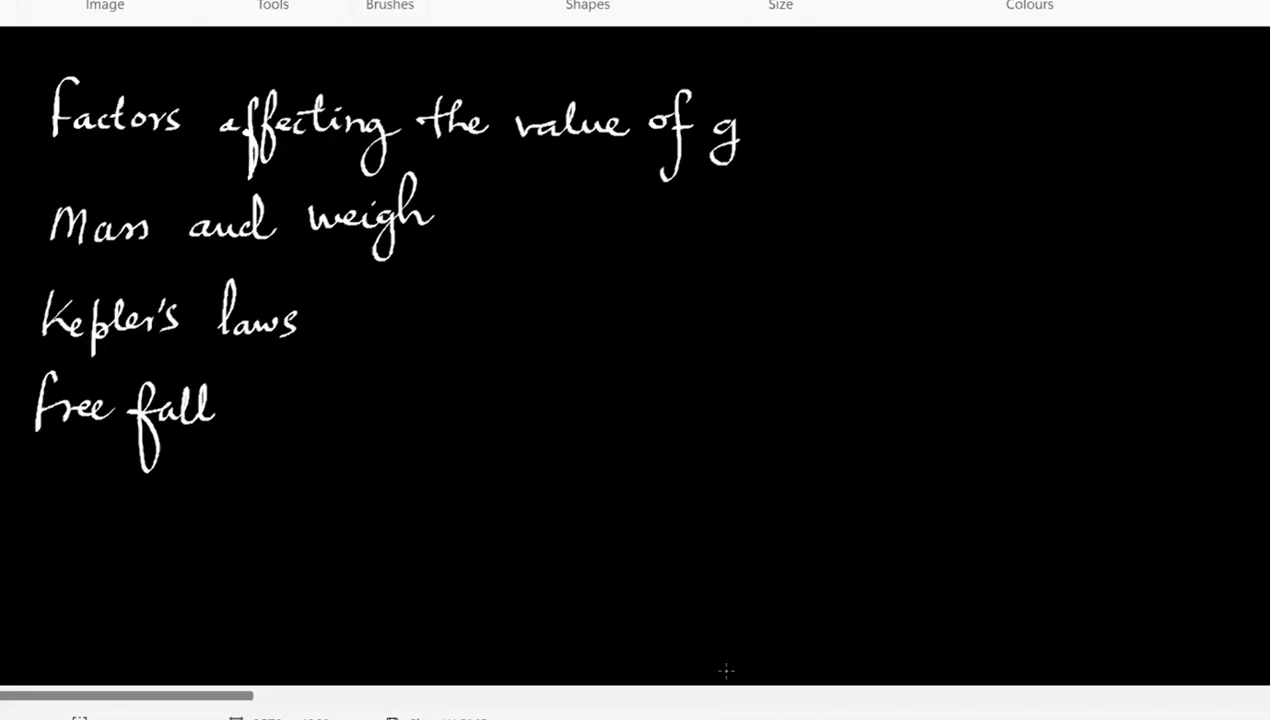 Image Tools Brushes Shapes Size Colours
Factors affecting the value of g
Mass and weigh
Kepler's laws
Free fall